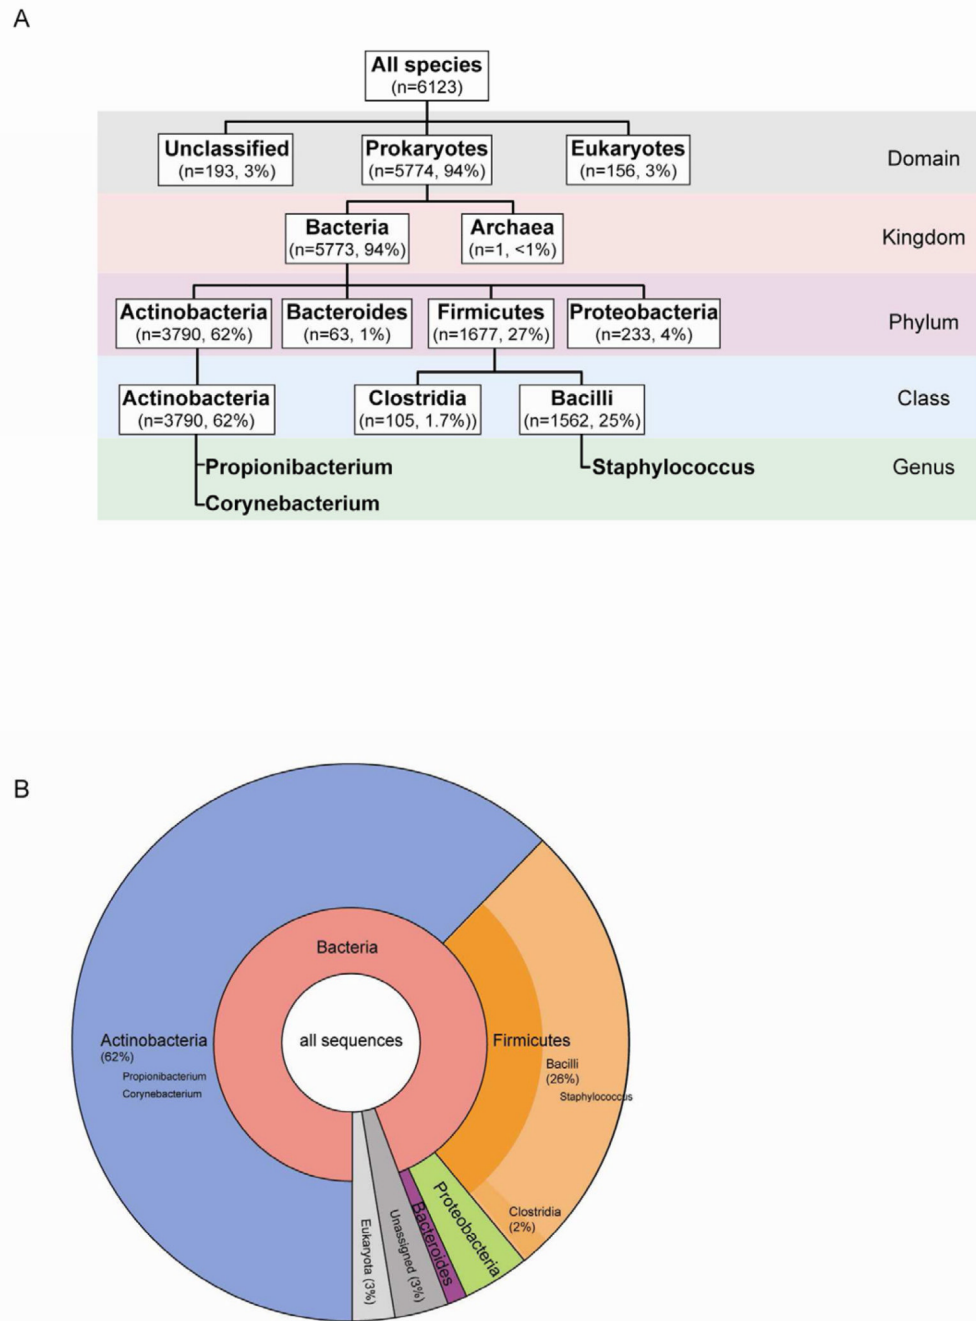 A
All species
(n=6123)
Unclassified
(n=193, 3%)
Prokaryotes
(n=5774, 94%)
Eukaryotes
(n=156, 3%)
Domain
Bacteria
(n=5773, 94%)
Archaea
(n=1, <1%)
Kingdom
Actinobacteria
(n=3790, 62%)
Bacteroides
(n=63, 1%)
Firmicutes
(n=1677, 27%)
Proteobacteria
(n=233, 4%)
Phylum
Actinobacteria
(n=3790, 62%)
Clostridia
(n=105, 1.7%))
Bacilli
(n=1562, 25%)
Class
Propionibacterium
Staphylococcus
Genus
Corynebacterium
B
Bacteria
all sequences
Actinobacteria
(62%)
Propionibacterium
Corynebacterium
Firmicutes
Bacilli
(26%)
Staphylococcus
Clostridia
(2%)
Proteobacteria
Bacteroides
Unassigned (3%)
Eukaryota (3%)